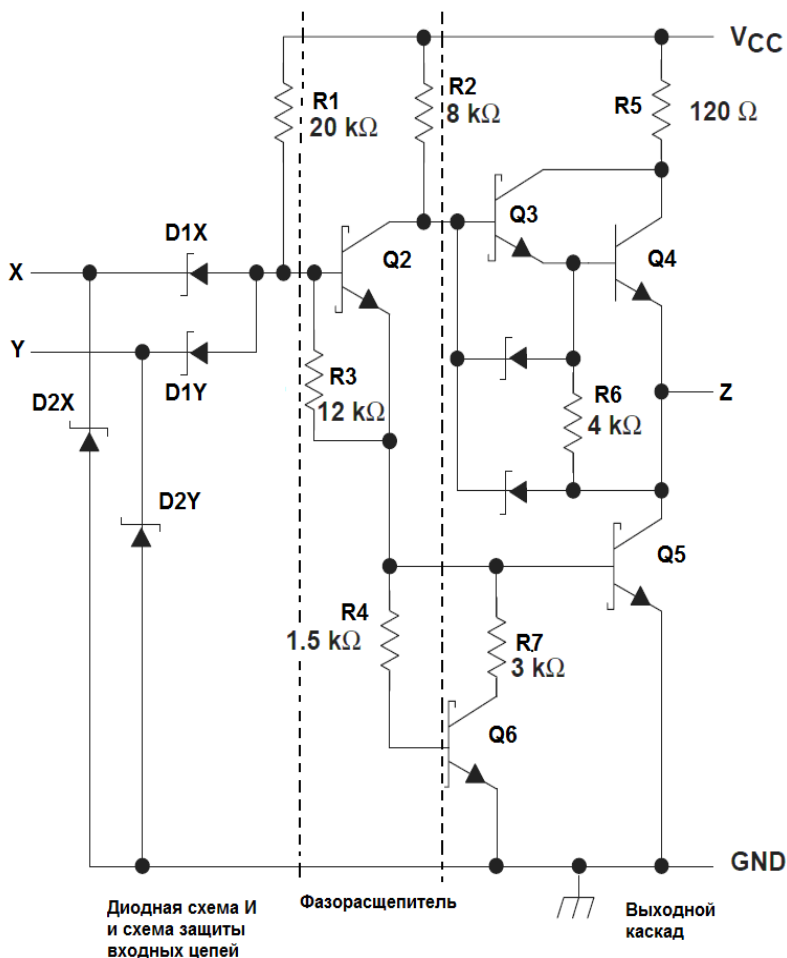 VCC
R1
20 kΩ
R2
8 kΩ
R5
120 Ω
D1X
Q3
X
Q2
Q4
Y
D1Y
R3
12 kΩ
R6
4 kΩ
Z
D2X
D2Y
Q5
R4
1.5 kΩ
R7
3 kΩ
Q6
GND
Диодная схема И
и схема защиты
входных цепей
Фазорасщепитель
Выходной
каскад